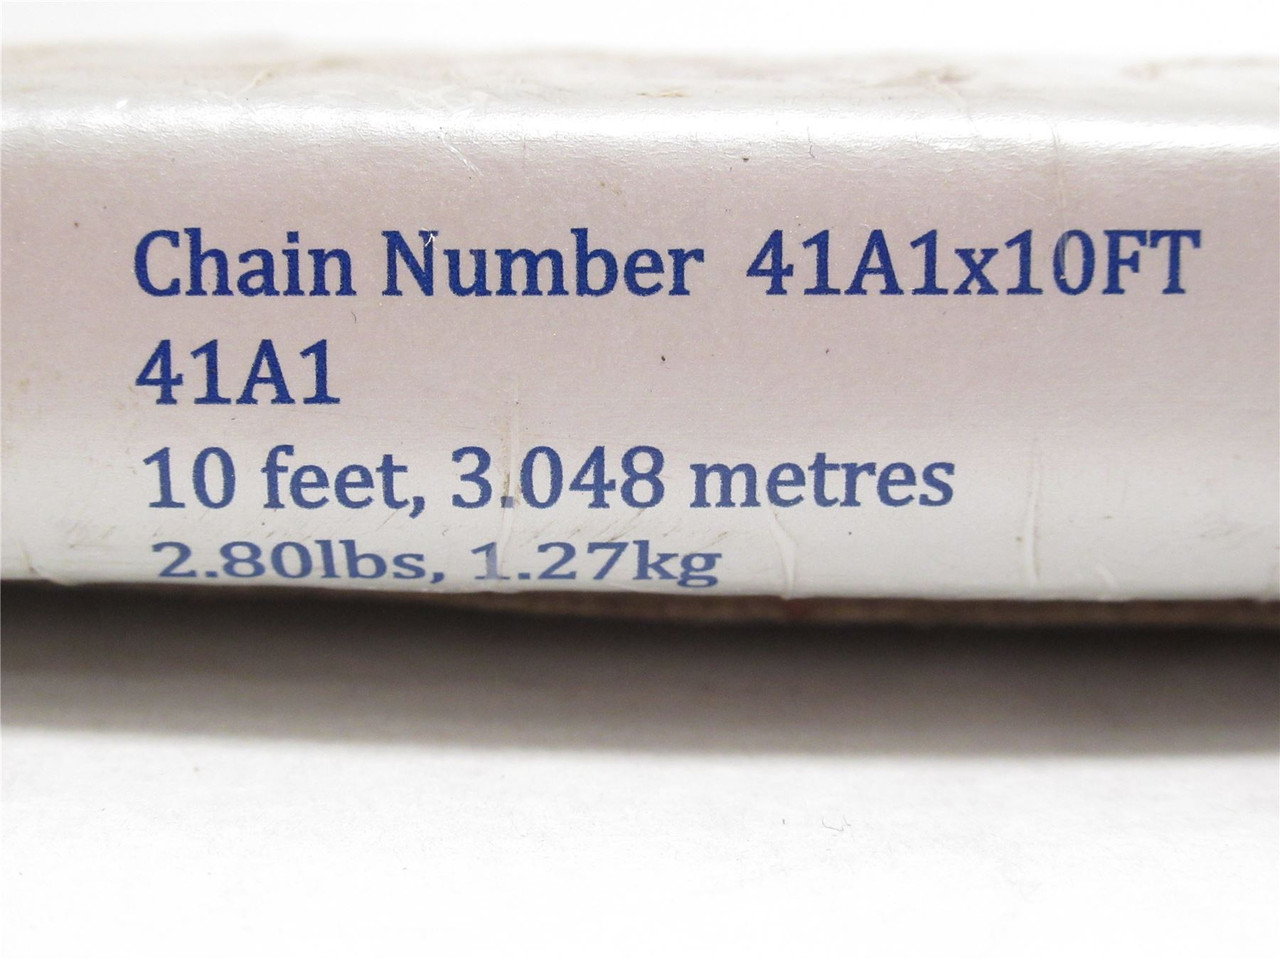 Chain Number 41A1x10FT
41A1
10 feet, 3.048 metres
2.80lbs, 1.27kg